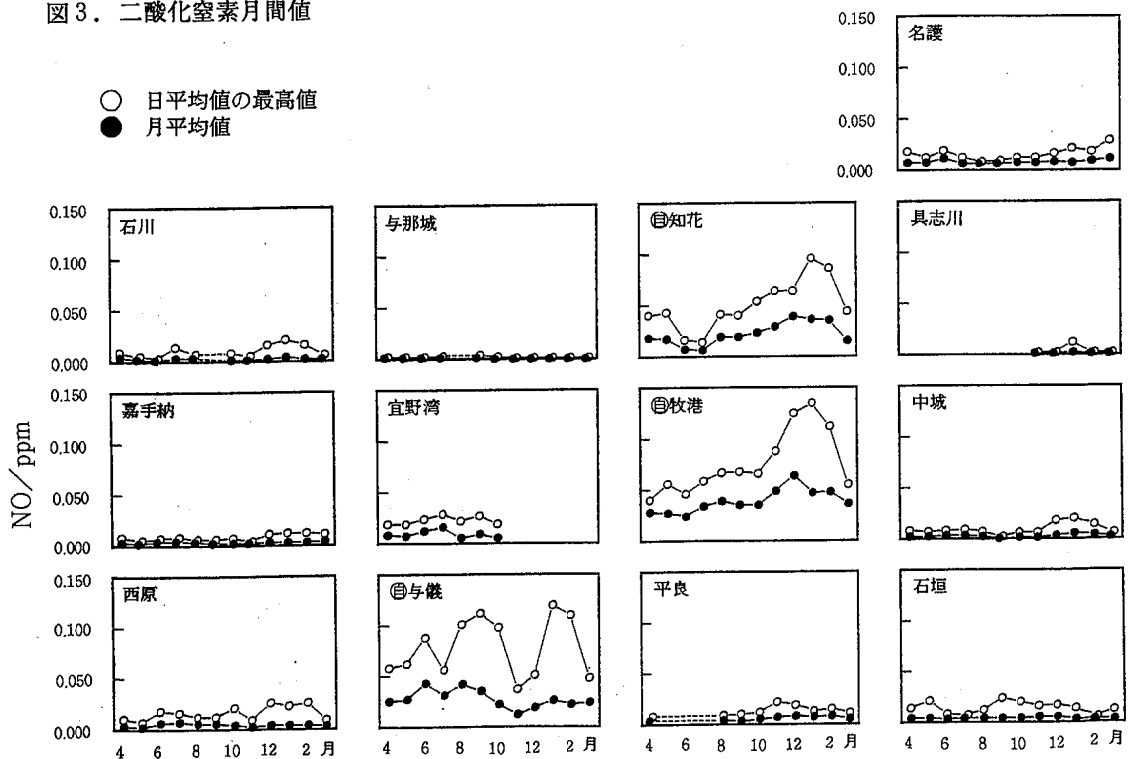 図3．二酸化窒素月間値
○ 日平均値の最高値
● 月平均値
NO／ppm
0.150
0.100
0.050
0.000
名護
0.150
0.100
0.050
0.000
石川
与那城
㊐知花
具志川
0.150
0.100
0.050
0.000
嘉手納
宜野湾
㊐牧港
中城
0.150
0.100
0.050
0.000
西原
㊐与儀
平良
石垣
4 6 8 10 12 2 月
4 6 8 10 12 2 月
4 6 8 10 12 2 月
4 6 8 10 12 2 月